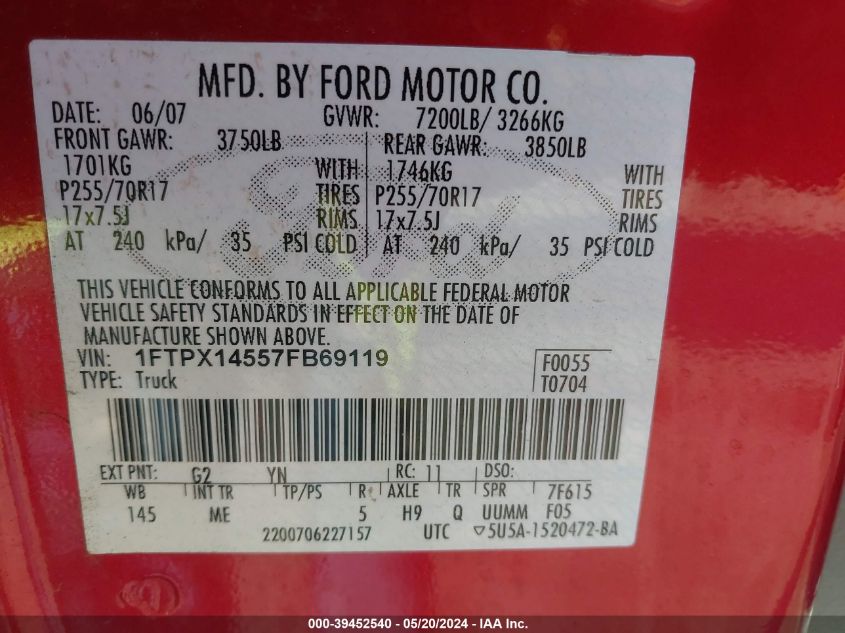 MFD. BY FORD MOTOR CO.
DATE: 06/07 GVWR: 7200LB/ 3266KG
FRONT GAWR: 3750LB REAR GAWR: 3850LB
1701KG WITH 1746KG WITH
P255/70R17 TIRES P255/70R17 TIRES
17x7.5J RIMS 17x7.5J RIMS
AT 240 kPa/ 35 PSI COLD AT 240 kPa/ 35 PSI COLD
Ford
THIS VEHICLE CONFORMS TO ALL APPLICABLE FEDERAL MOTOR
VEHICLE SAFETY STANDARDS IN EFFECT ON THE DATE OF
MANUFACTURE SHOWN ABOVE.
VIN: 1FTPX14557FB69119 F0055
TYPE: Truck T0704
EXT PNT: G2 YN RC: 11 DSO:
WB INT TR TP/PS R AXLE TR SPR 7F615
145 ME 5 H9 Q UUMM F05
2200706227157 UTC 5U5A-1520472-BA
000-39452540 - 05/20/2024 - IAA Inc.